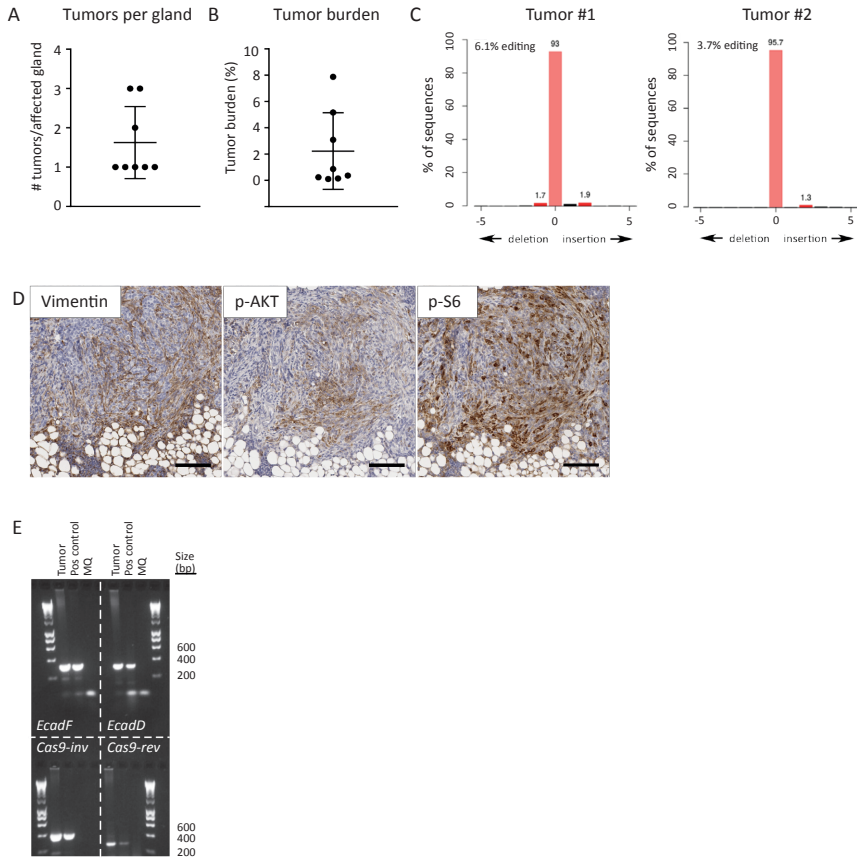 A
Tumors per gland
# tumors/affected gland
4
3
2
1
0
B
Tumor burden
Tumor burden (%)
10
8
6
4
2
0
C
Tumor #1
6.1% editing
% of sequences
100
80
60
40
20
0
1.7
93
1.9
-5
0
5
deletion
insertion
Tumor #2
3.7% editing
% of sequences
100
80
60
40
20
0
95.7
1.3
-5
0
5
deletion
insertion
D
Vimentin
p-AKT
p-S6
E
Tumor
Pos control
MQ
Tumor
Pos control
MQ
Size
(bp)
600
400
200
EcadF
EcadD
Cas9-inv
Cas9-rev
600
400
200